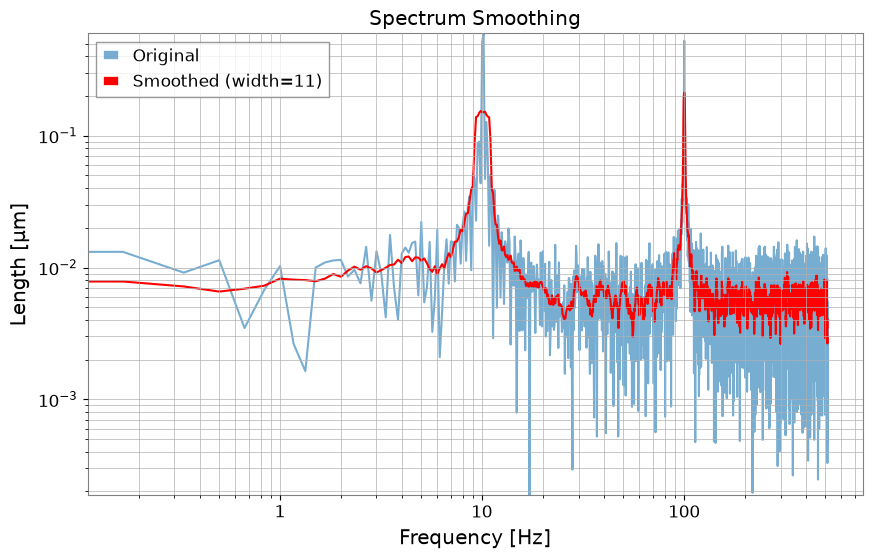 Spectrum Smoothing
Original
Smoothed (width=11)
10⁻¹
10⁻²
10⁻³
Length [µm]
1 10 100
Frequency [Hz]